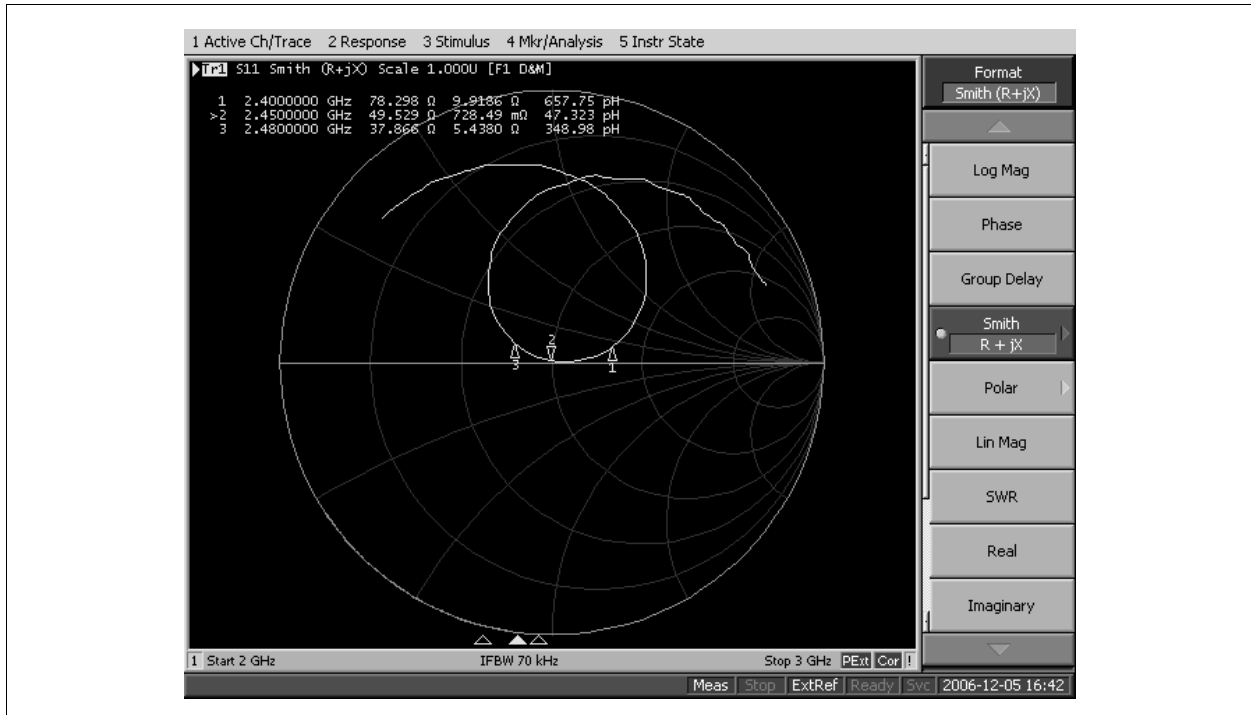 1 Active Ch/Trace 2 Response 3 Stimulus 4 Mkr/Analysis 5 Instr State
Tr1 S11 Smith (R+jX) Scale 1.000U [F1 D&M]
1 2.4000000 GHz 78.298 Ω 9.9186 Ω 657.75 pH
>2 2.4500000 GHz 49.529 Ω 728.49 mΩ 47.323 pH
3 2.4800000 GHz 37.866 Ω 5.4380 Ω 348.98 pH
2
3
1
Format
Smith (R+jX)
Log Mag
Phase
Group Delay
Smith
R + jX
Polar
Lin Mag
SWR
Real
Imaginary
1 Start 2 GHz IFBW 70 kHz Stop 3 GHz PExt Cor !
Meas Stop ExtRef Ready Svc 2006-12-05 16:42